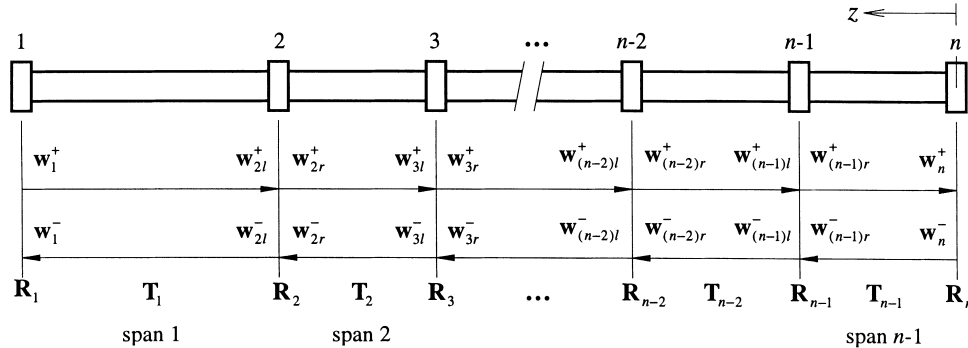 z
1 2 3 ... n-2 n-1 n
w₁⁺ w₂ₗ⁺ w₂ᵣ⁺ w₃ₗ⁺ w₃ᵣ⁺ w₍ₙ₋₂₎ₗ⁺ w₍ₙ₋₂₎ᵣ⁺ w₍ₙ₋₁₎ₗ⁺ w₍ₙ₋₁₎ᵣ⁺ wₙ⁺
w₁⁻ w₂ₗ⁻ w₂ᵣ⁻ w₃ₗ⁻ w₃ᵣ⁻ w₍ₙ₋₂₎ₗ⁻ w₍ₙ₋₂₎ᵣ⁻ w₍ₙ₋₁₎ₗ⁻ w₍ₙ₋₁₎ᵣ⁻ wₙ⁻
R₁ T₁ R₂ T₂ R₃ ... Rₙ₋₂ Tₙ₋₂ Rₙ₋₁ Tₙ₋₁ Rₙ
span 1 span 2 span n-1